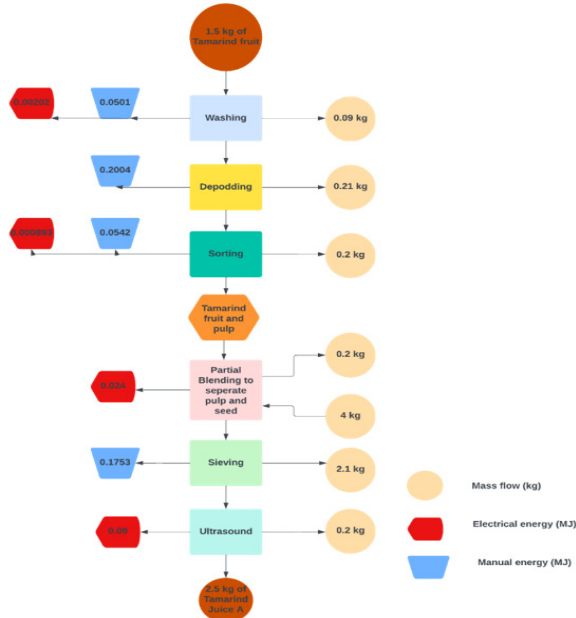 1.5 kg of
Tamarind fruit
0.00202
0.0501
Washing
0.09 kg
0.2004
Depodding
0.21 kg
0.0542
Sorting
0.2 kg
Tamarind
fruit and
pulp
0.2 kg
Partial
Blending to
seperate
pulp and
seed
0.024
4 kg
0.1753
Sieving
2.1 kg
Mass flow (kg)
0.09
Ultrasound
0.2 kg
Electrical energy (MJ)
Manual energy (MJ)
2.5 kg of
Tamarind
Juice A